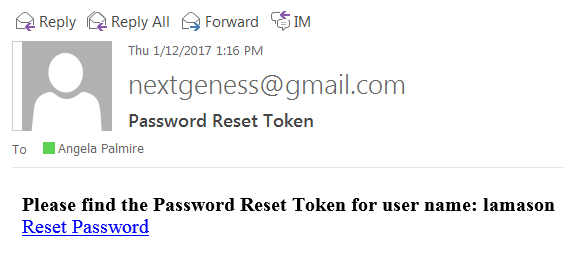 Reply Reply All Forward IM
Thu 1/12/2017 1:16 PM
nextgeness@gmail.com
Password Reset Token
To Angela Palmire
Please find the Password Reset Token for user name: lamason
Reset Password